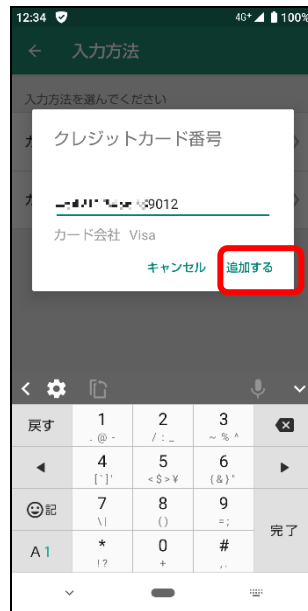 12:34 4G+ 100%
入力方法
入力方法を選んでください
クレジットカード番号
9012
カード会社 Visa
キャンセル 追加する
戻す 1 2 3
. @ - / : _ ~ % ^
4 5 6
[ ` ] ' < $ > ¥ { & } "
記 7 8 9
\ | ( ) = ;
完了
A1 * 0 #
! ? + , .